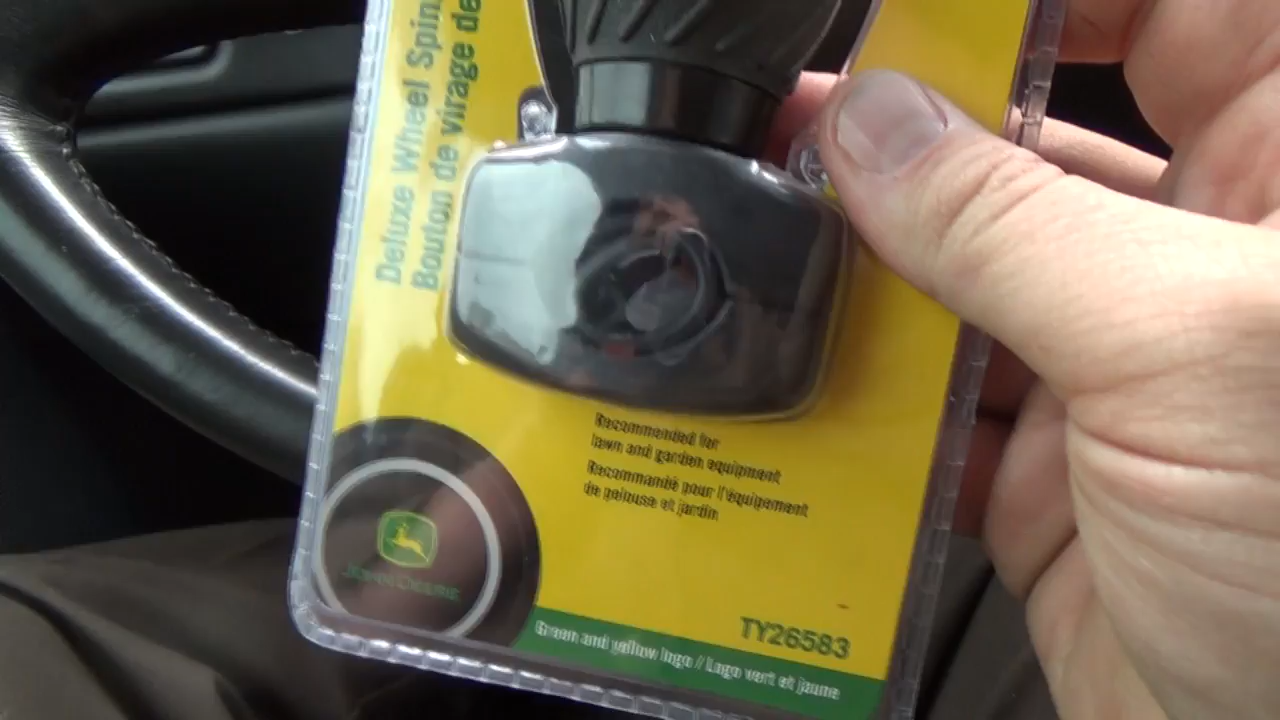 Deluxe Wheel Spin
Bouton de virage de
Recommended for
lawn and garden equipment
Recommandé pour l'équipement
de pelouse et jardin
JOHN DEERE
TY26583
Green and yellow logo / Logo vert et jaune